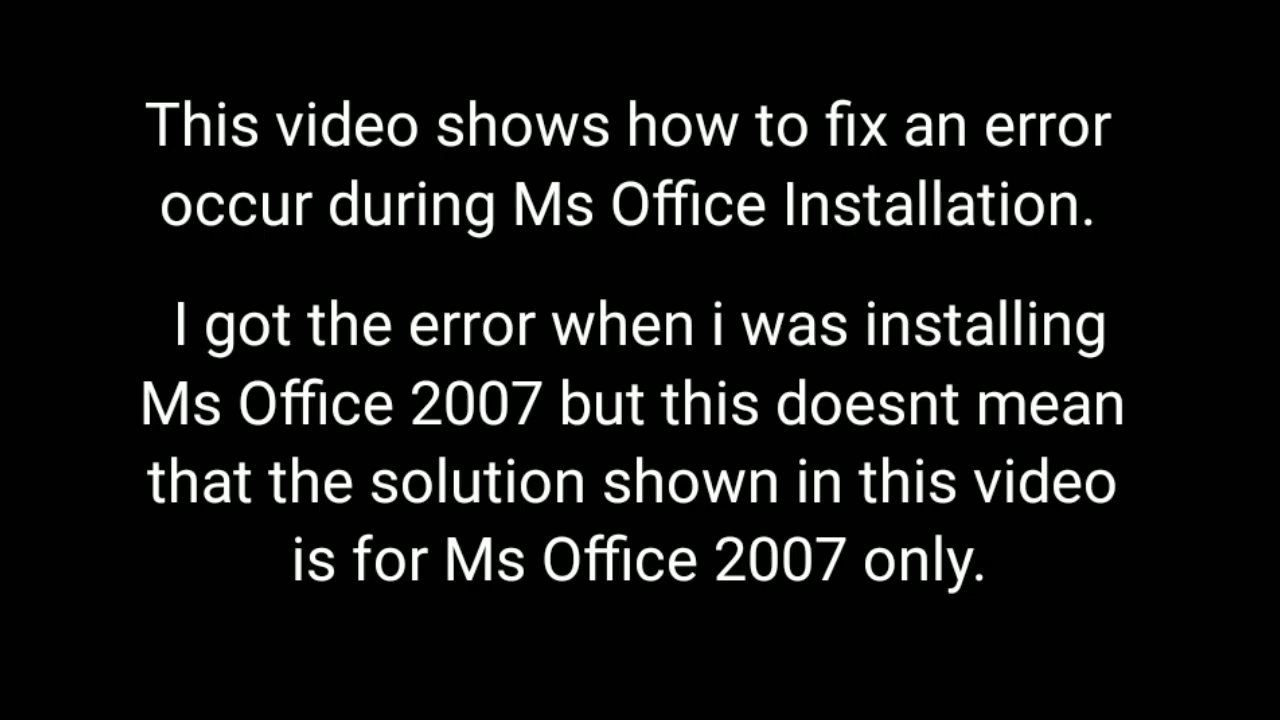 This video shows how to fix an error
occur during Ms Office Installation.
I got the error when i was installing
Ms Office 2007 but this doesnt mean
that the solution shown in this video
is for Ms Office 2007 only.